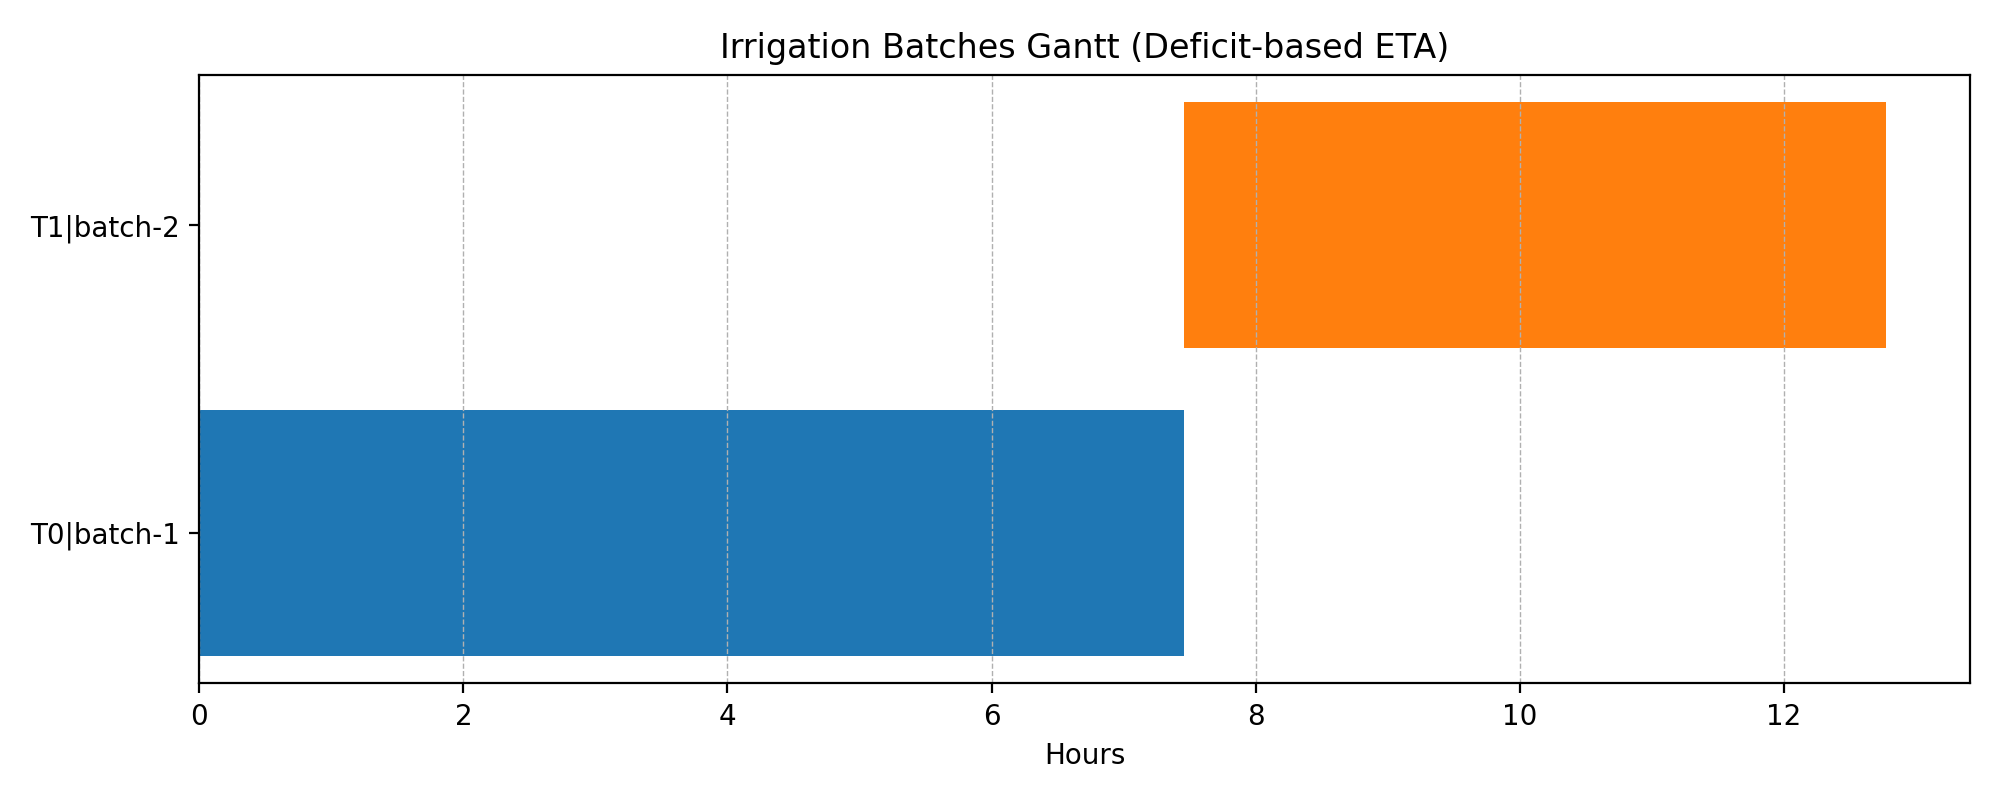 Irrigation Batches Gantt (Deficit-based ETA)
T1|batch-2
T0|batch-1
0 2 4 6 8 10 12
Hours